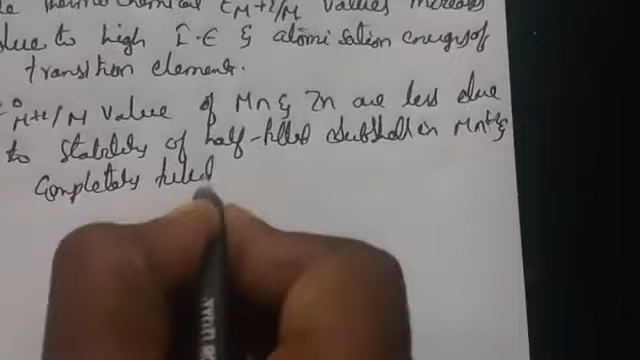 thermochemical E M+2/M values increases
due to high I.E & atomisation energy of
transition elements.
E° M+2/M value of Mn & Zn are less due
to stability of half-filled subshell in Mn+2 &
Completely filled